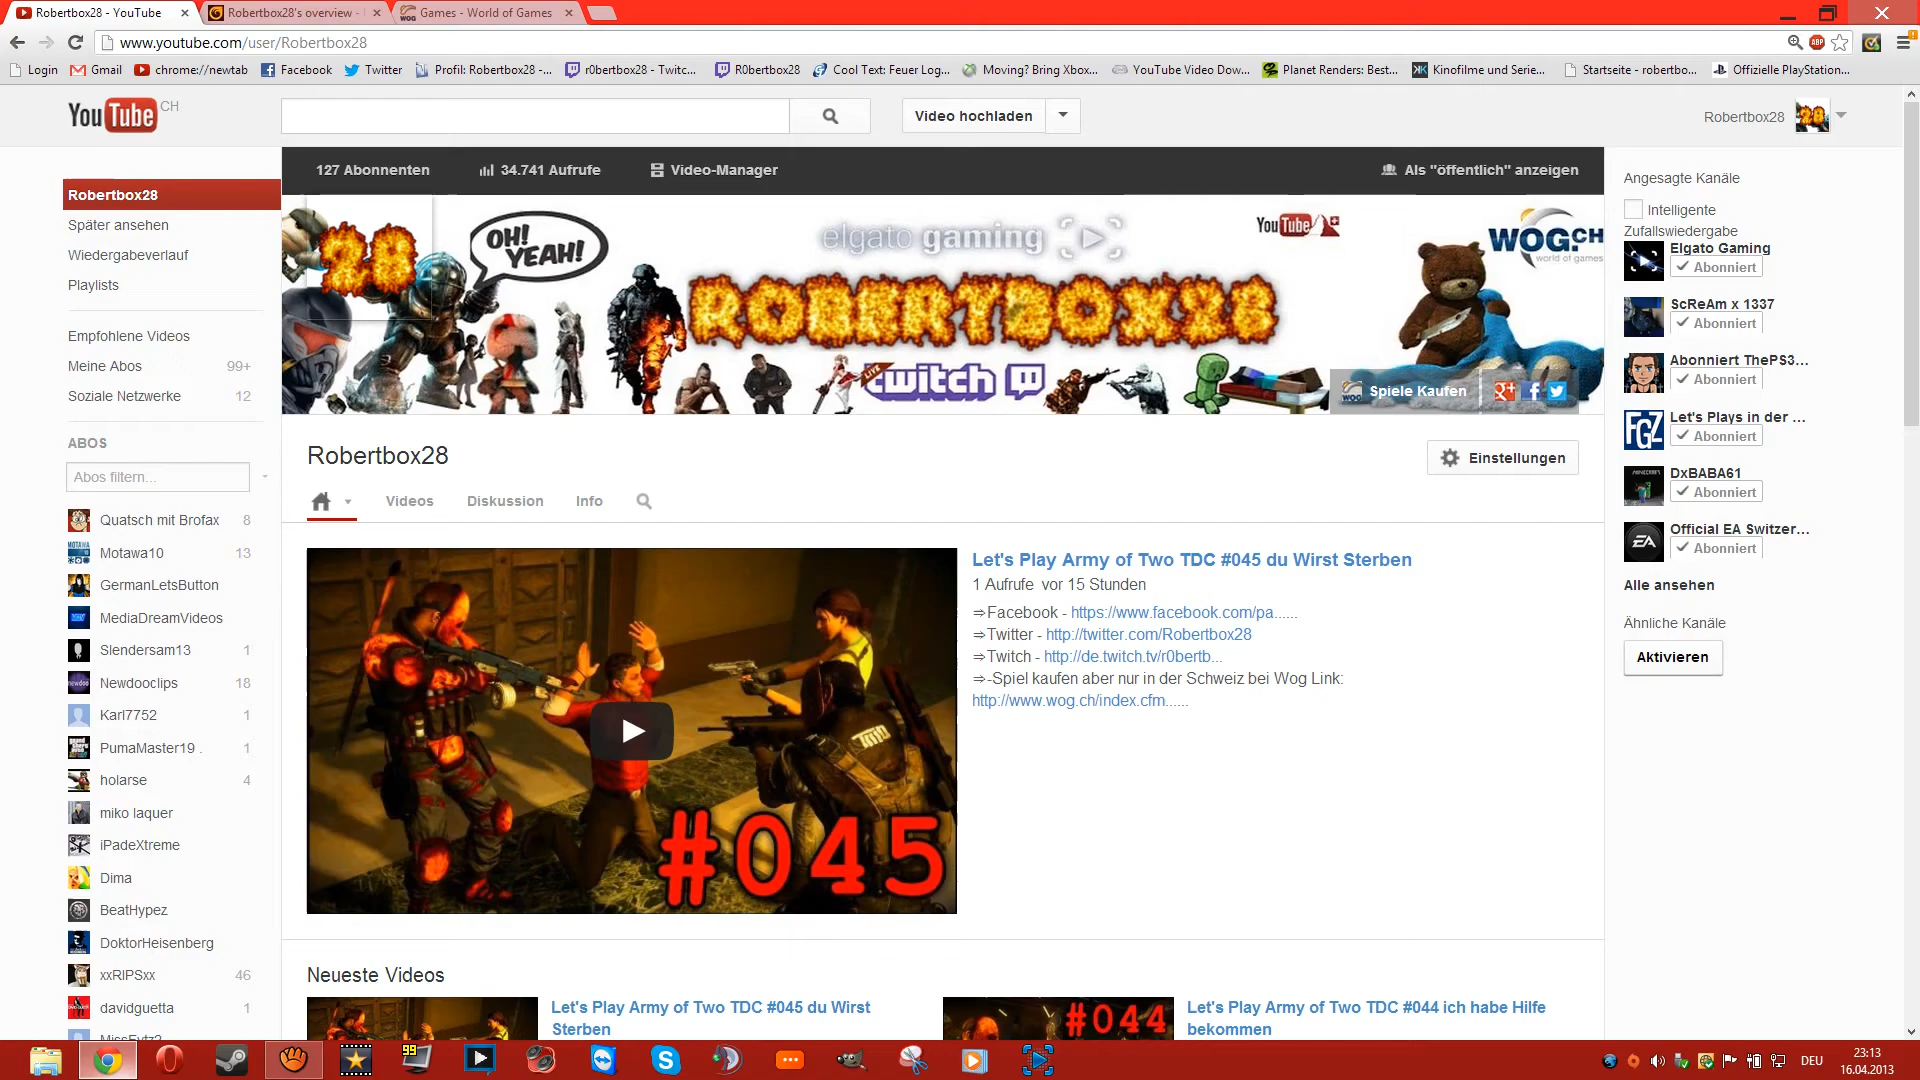 Robertbox28 - YouTube
Robertbox28's overview -
Games - World of Games
www.youtube.com/user/Robertbox28
ABP
Login
Gmail
chrome://newtab
Facebook
Twitter
Profil: Robertbox28 -...
r0bertbox28 - Twitc...
R0bertbox28
Cool Text: Feuer Log...
Moving? Bring Xbox...
YouTube Video Dow...
Planet Renders: Best...
Kinofilme und Serie...
Startseite - robertbo...
Offizielle PlayStation...
YouTube CH
Video hochladen
Robertbox28
28
127 Abonnenten
34.741 Aufrufe
Video-Manager
Als "öffentlich" anzeigen
Robertbox28
Später ansehen
Wiedergabeverlauf
Playlists
Empfohlene Videos
Meine Abos 99+
Soziale Netzwerke 12
ABOS
Abos filtern...
Quatsch mit Brofax 8
Motawa10 13
GermanLetsButton
MediaDreamVideos
Slendersam13 1
Newdooclips 18
Karl7752 1
PumaMaster19 . 1
holarse 4
miko laquer
iPadeXtreme
Dima
BeatHypez
DoktorHeisenberg
xxRIPSxx 46
davidguetta 1
MissFytz2
28
OH!
YEAH!
elgato gaming
YouTube
WOG.CH
world of games
ROBERTBOX28
LIVE
twitch
WOG
Spiele Kaufen
Robertbox28
Einstellungen
Videos
Diskussion
Info
#045
Let's Play Army of Two TDC #045 du Wirst Sterben
1 Aufrufe vor 15 Stunden
⇒Facebook - https://www.facebook.com/pa......
⇒Twitter - http://twitter.com/Robertbox28
⇒Twitch - http://de.twitch.tv/r0bertb...
⇒-Spiel kaufen aber nur in der Schweiz bei Wog Link:
http://www.wog.ch/index.cfm......
Neueste Videos
Let's Play Army of Two TDC #045 du Wirst
Sterben
#044
Let's Play Army of Two TDC #044 ich habe Hilfe
bekommen
Angesagte Kanäle
Intelligente
Zufallswiedergabe
Elgato Gaming
Abonniert
ScReAm x 1337
Abonniert
Abonniert ThePS3...
Abonniert
FGZ
Let's Plays in der ...
Abonniert
DxBABA61
Abonniert
EA
Official EA Switzer...
Abonniert
Alle ansehen
Ähnliche Kanäle
Aktivieren
99
DEU
23:13
16.04.2013